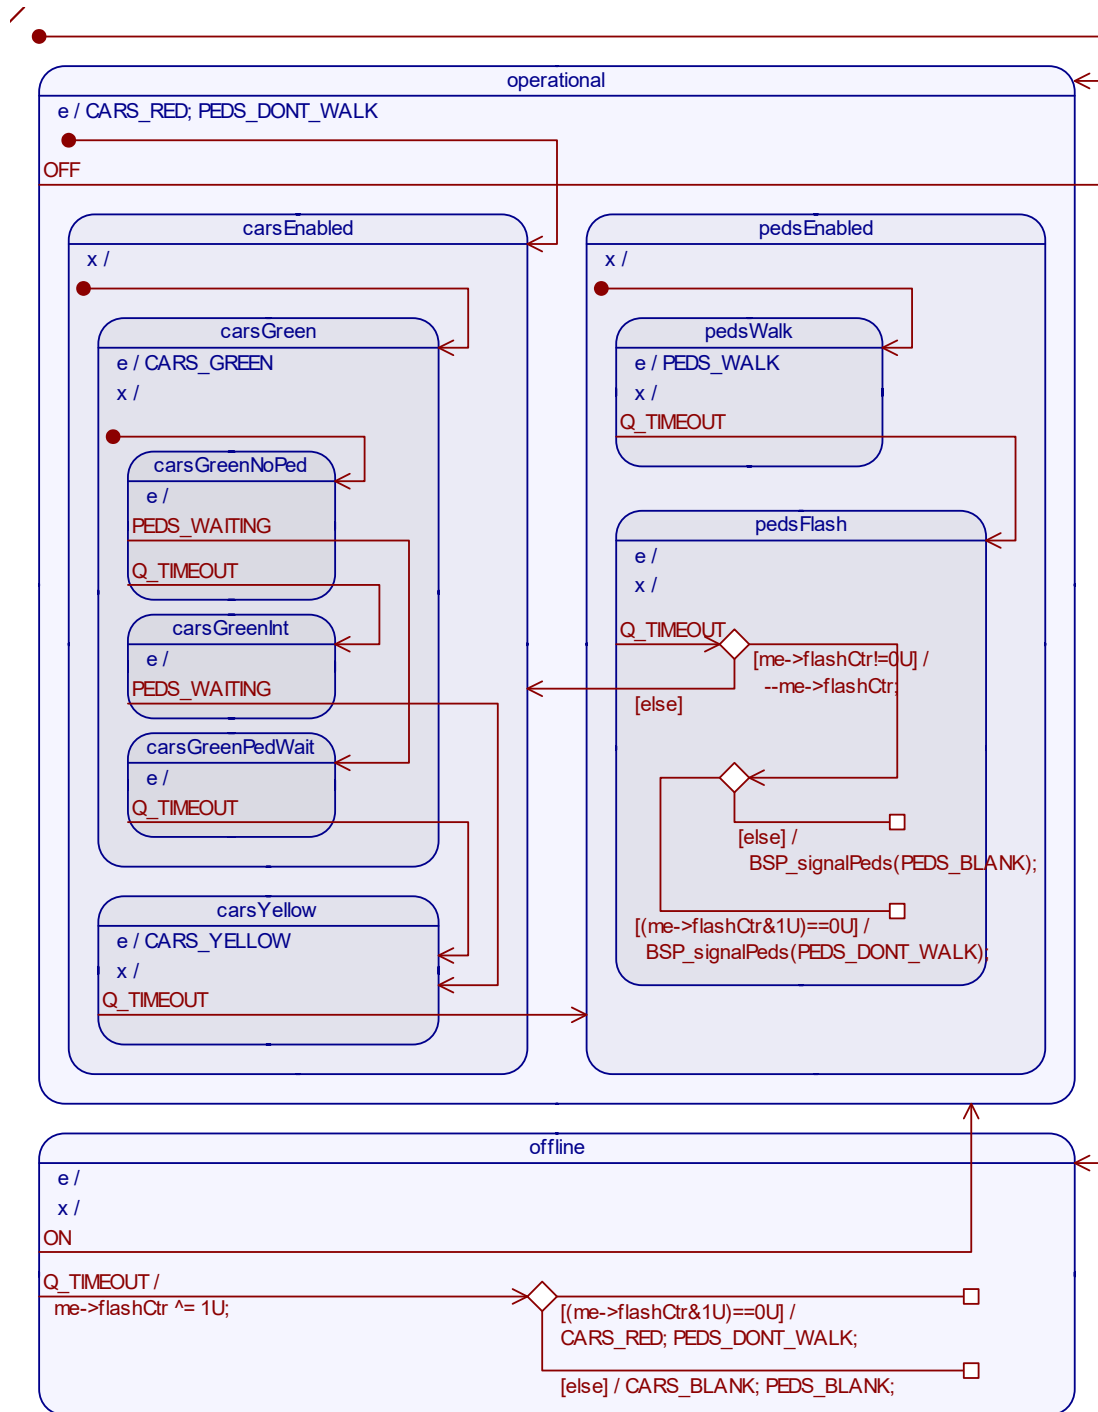 operational
e / CARS_RED; PEDS_DONT_WALK
OFF
carsEnabled
x /
carsGreen
e / CARS_GREEN
x /
carsGreenNoPed
e /
PEDS_WAITING
Q_TIMEOUT
carsGreenInt
e /
PEDS_WAITING
carsGreenPedWait
e /
Q_TIMEOUT
carsYellow
e / CARS_YELLOW
x /
Q_TIMEOUT
pedsEnabled
x /
pedsWalk
e / PEDS_WALK
x /
Q_TIMEOUT
pedsFlash
e /
x /
Q_TIMEOUT
[me->flashCtr!=0U] /
--me->flashCtr;
[else]
[else] /
BSP_signalPeds(PEDS_BLANK);
[(me->flashCtr&1U)==0U] /
BSP_signalPeds(PEDS_DONT_WALK);
offline
e /
x /
ON
Q_TIMEOUT /
me->flashCtr ^= 1U;
[(me->flashCtr&1U)==0U] /
CARS_RED; PEDS_DONT_WALK;
[else] / CARS_BLANK; PEDS_BLANK;